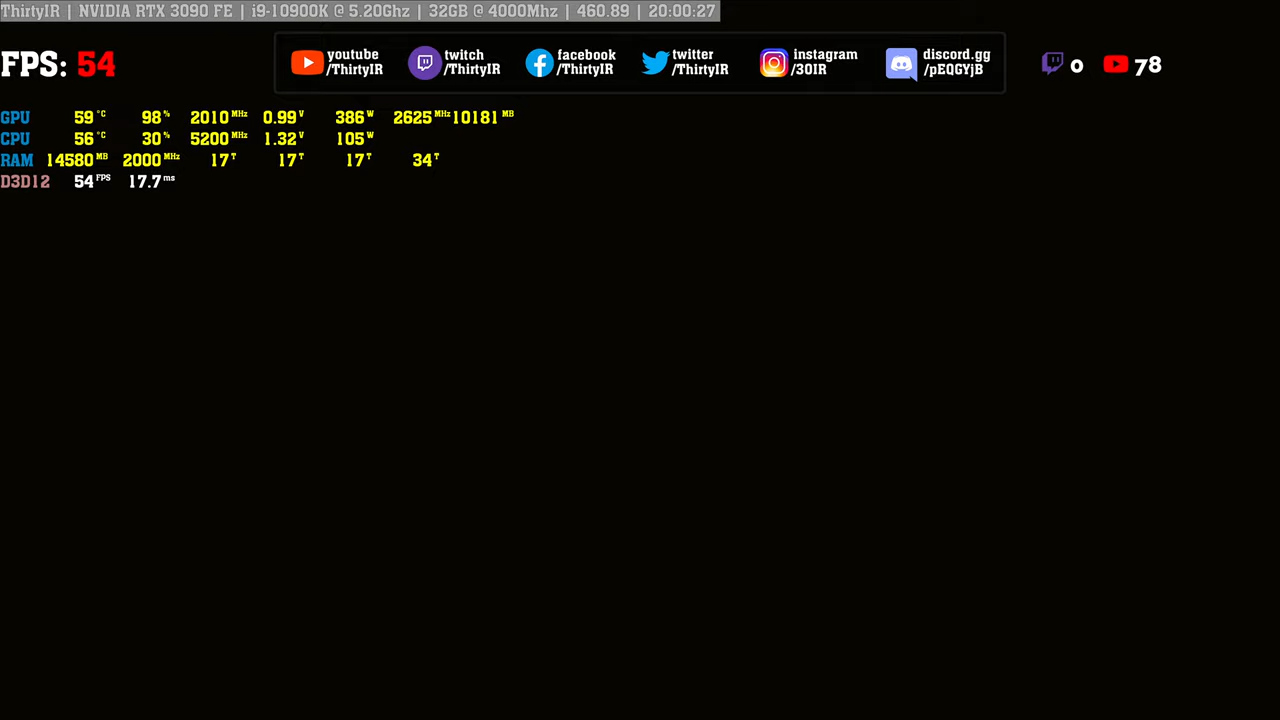 ThirtyIR | NVIDIA RTX 3090 FE | i9-10900K @ 5.20Ghz | 32GB @ 4000Mhz | 460.89 | 20:00:27
FPS: 54
youtube
/ThirtyIR
twitch
/ThirtyIR
facebook
/ThirtyIR
twitter
/ThirtyIR
instagram
/30IR
discord.gg
/pEQGYjB
0
78
GPU 59 °C 98 % 2010 MHz 0.99 V 386 W 2625 MHz 10181 MB
CPU 56 °C 30 % 5200 MHz 1.32 V 105 W
RAM 14580 MB 2000 MHz 17 T 17 T 17 T 34 T
D3D12 54 FPS 17.7 ms